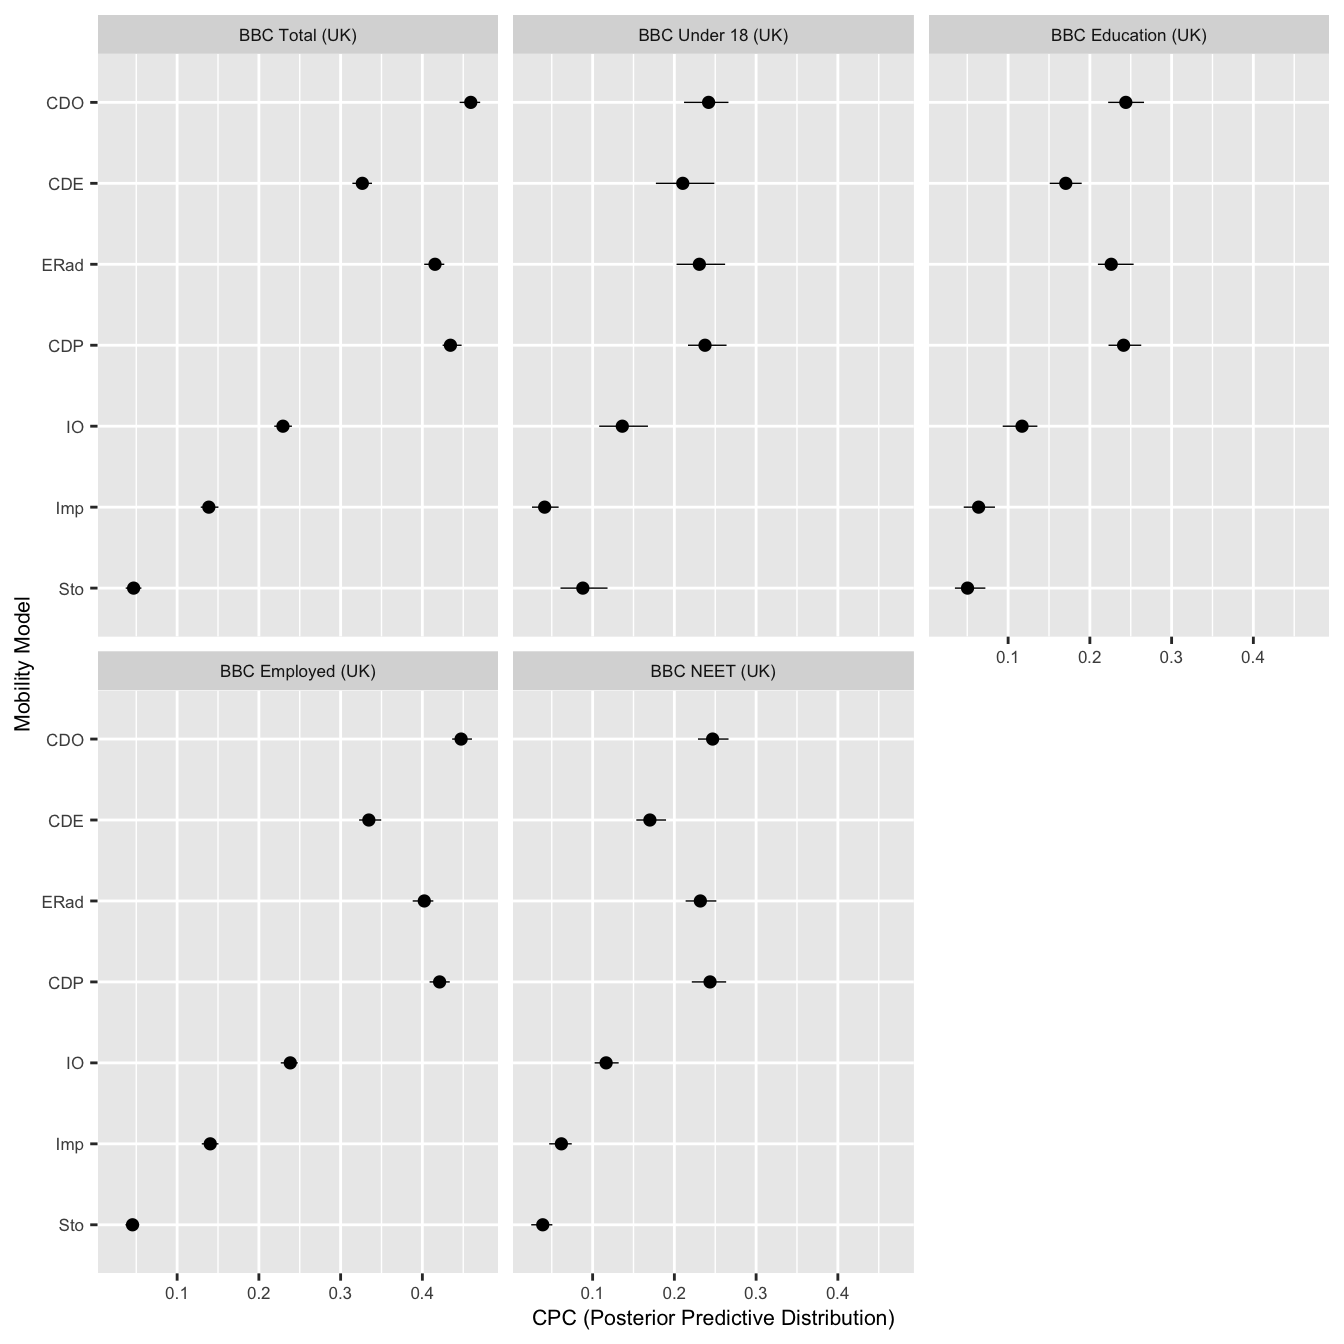 BBC Total (UK)
BBC Under 18 (UK)
BBC Education (UK)
CDO
CDE
ERad
CDP
IO
Imp
Sto
0.1 0.2 0.3 0.4
Mobility Model
BBC Employed (UK)
BBC NEET (UK)
CDO
CDE
ERad
CDP
IO
Imp
Sto
0.1 0.2 0.3 0.4
0.1 0.2 0.3 0.4
CPC (Posterior Predictive Distribution)